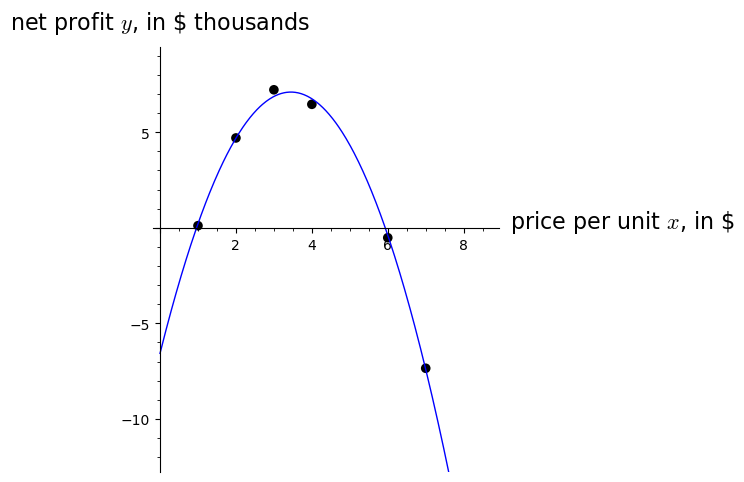 net profit y, in $ thousands
5
price per unit x, in $
2 4 6 8
−5
−10